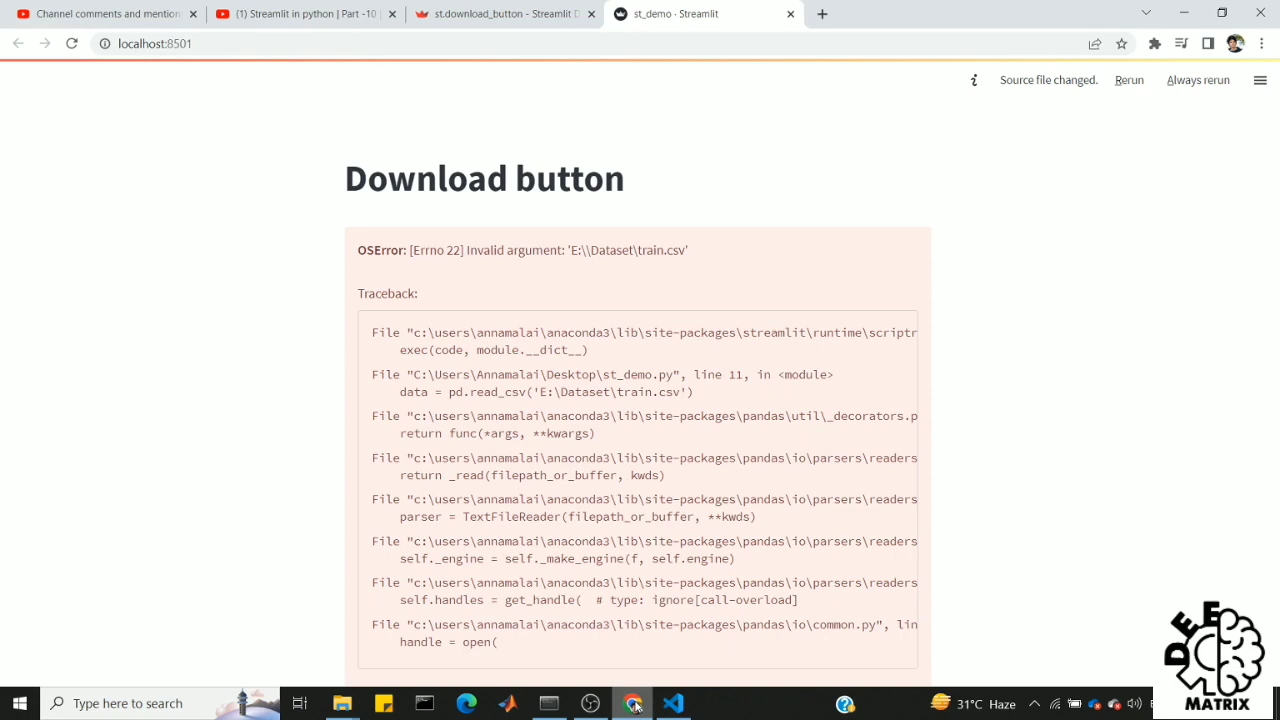 Channel comments and mention
(1) Streamlit in python | Part -10 |
st.download_button - Streamlit D
st_demo · Streamlit
localhost:8501
Source file changed. Rerun Always rerun
Download button
OSError: [Errno 22] Invalid argument: 'E:\\Dataset\train.csv'
Traceback:
File "c:\users\annamalai\anaconda3\lib\site-packages\streamlit\runtime\scriptr
exec(code, module.__dict__)
File "C:\Users\Annamalai\Desktop\st_demo.py", line 11, in <module>
data = pd.read_csv('E:\Dataset\train.csv')
File "c:\users\annamalai\anaconda3\lib\site-packages\pandas\util\_decorators.p
return func(*args, **kwargs)
File "c:\users\annamalai\anaconda3\lib\site-packages\pandas\io\parsers\readers
return _read(filepath_or_buffer, kwds)
File "c:\users\annamalai\anaconda3\lib\site-packages\pandas\io\parsers\readers
parser = TextFileReader(filepath_or_buffer, **kwds)
File "c:\users\annamalai\anaconda3\lib\site-packages\pandas\io\parsers\readers
self._engine = self._make_engine(f, self.engine)
File "c:\users\annamalai\anaconda3\lib\site-packages\pandas\io\parsers\readers
self.handles = get_handle(  # type: ignore[call-overload]
File "c:\users\annamalai\anaconda3\lib\site-packages\pandas\io\common.py", lin
handle = open(
DEE
MATRIX
Type here to search
31°C Haze